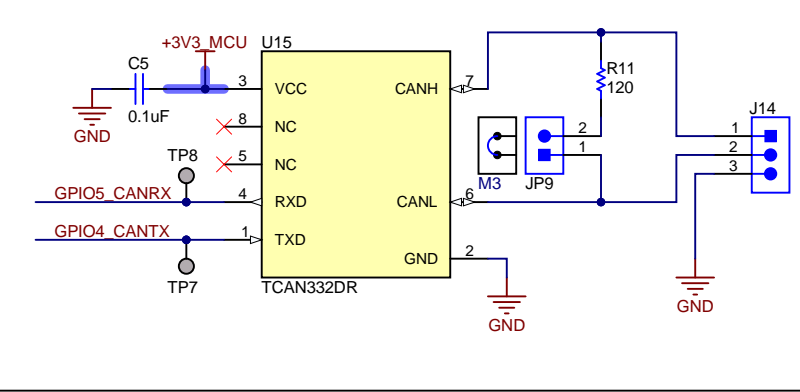 +3V3_MCU
U15
C5
0.1uF
GND
3
VCC
CANH
7
R11
120
J14
8
NC
5
NC
TP8
GPIO5_CANRX
4
RXD
CANL
6
GPIO4_CANTX
1
TXD
TP7
GND
2
TCAN332DR
GND
M3
2
1
JP9
1
2
3
GND